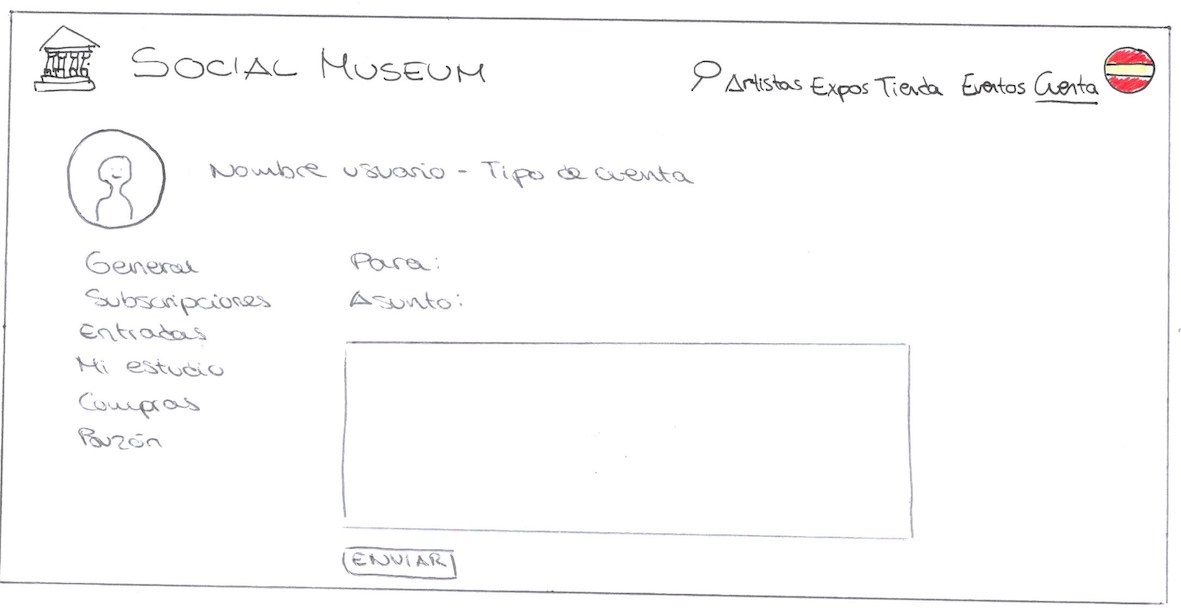 SOCIAL MUSEUM
Artistas Expos Tienda Eventos Cuenta
Nombre usuario - Tipo de cuenta
General
Subscripciones
Entradas
Mi estudio
Compras
Buzón
Para:
Asunto:
ENVIAR